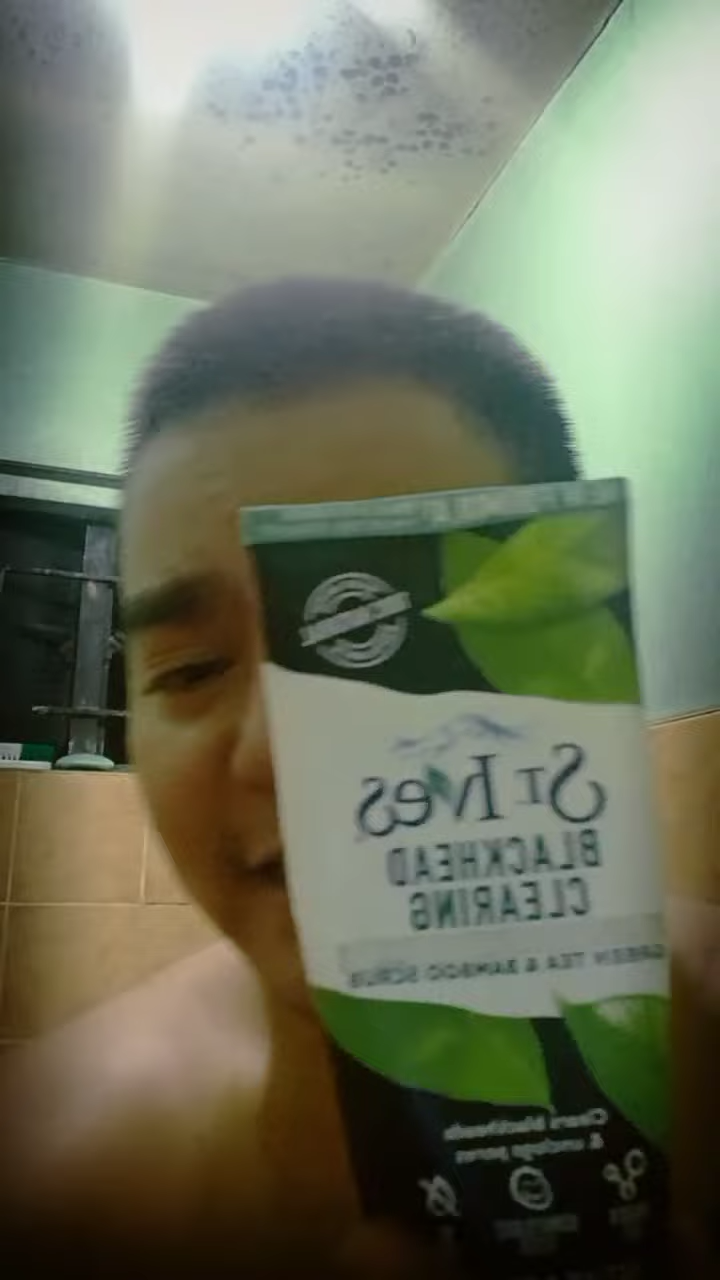 St. Ives
BLACKHEAD
CLEARING
GREEN TEA & BAMBOO SCRUB
Clears blackheads
& unclogs pores